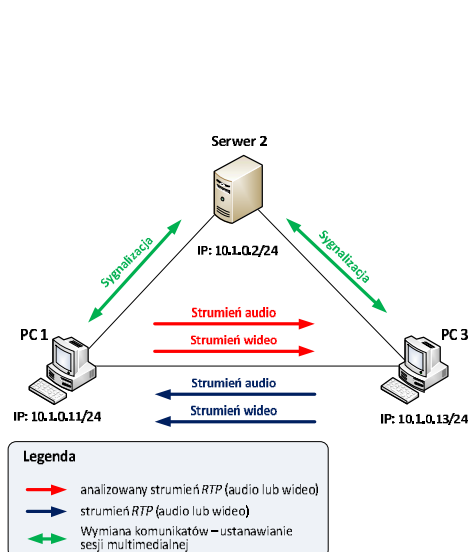 Serwer 2
IP: 10.1.0.2/24
Sygnalizacja
Sygnalizacja
Strumień audio
Strumień wideo
PC 1
PC 3
Strumień audio
Strumień wideo
IP: 10.1.0.11/24
IP: 10.1.0.13/24
Legenda
analizowany strumień RTP (audio lub wideo)
strumień RTP (audio lub wideo)
Wymiana komunikatów – ustanawianie
sesji multimedialnej